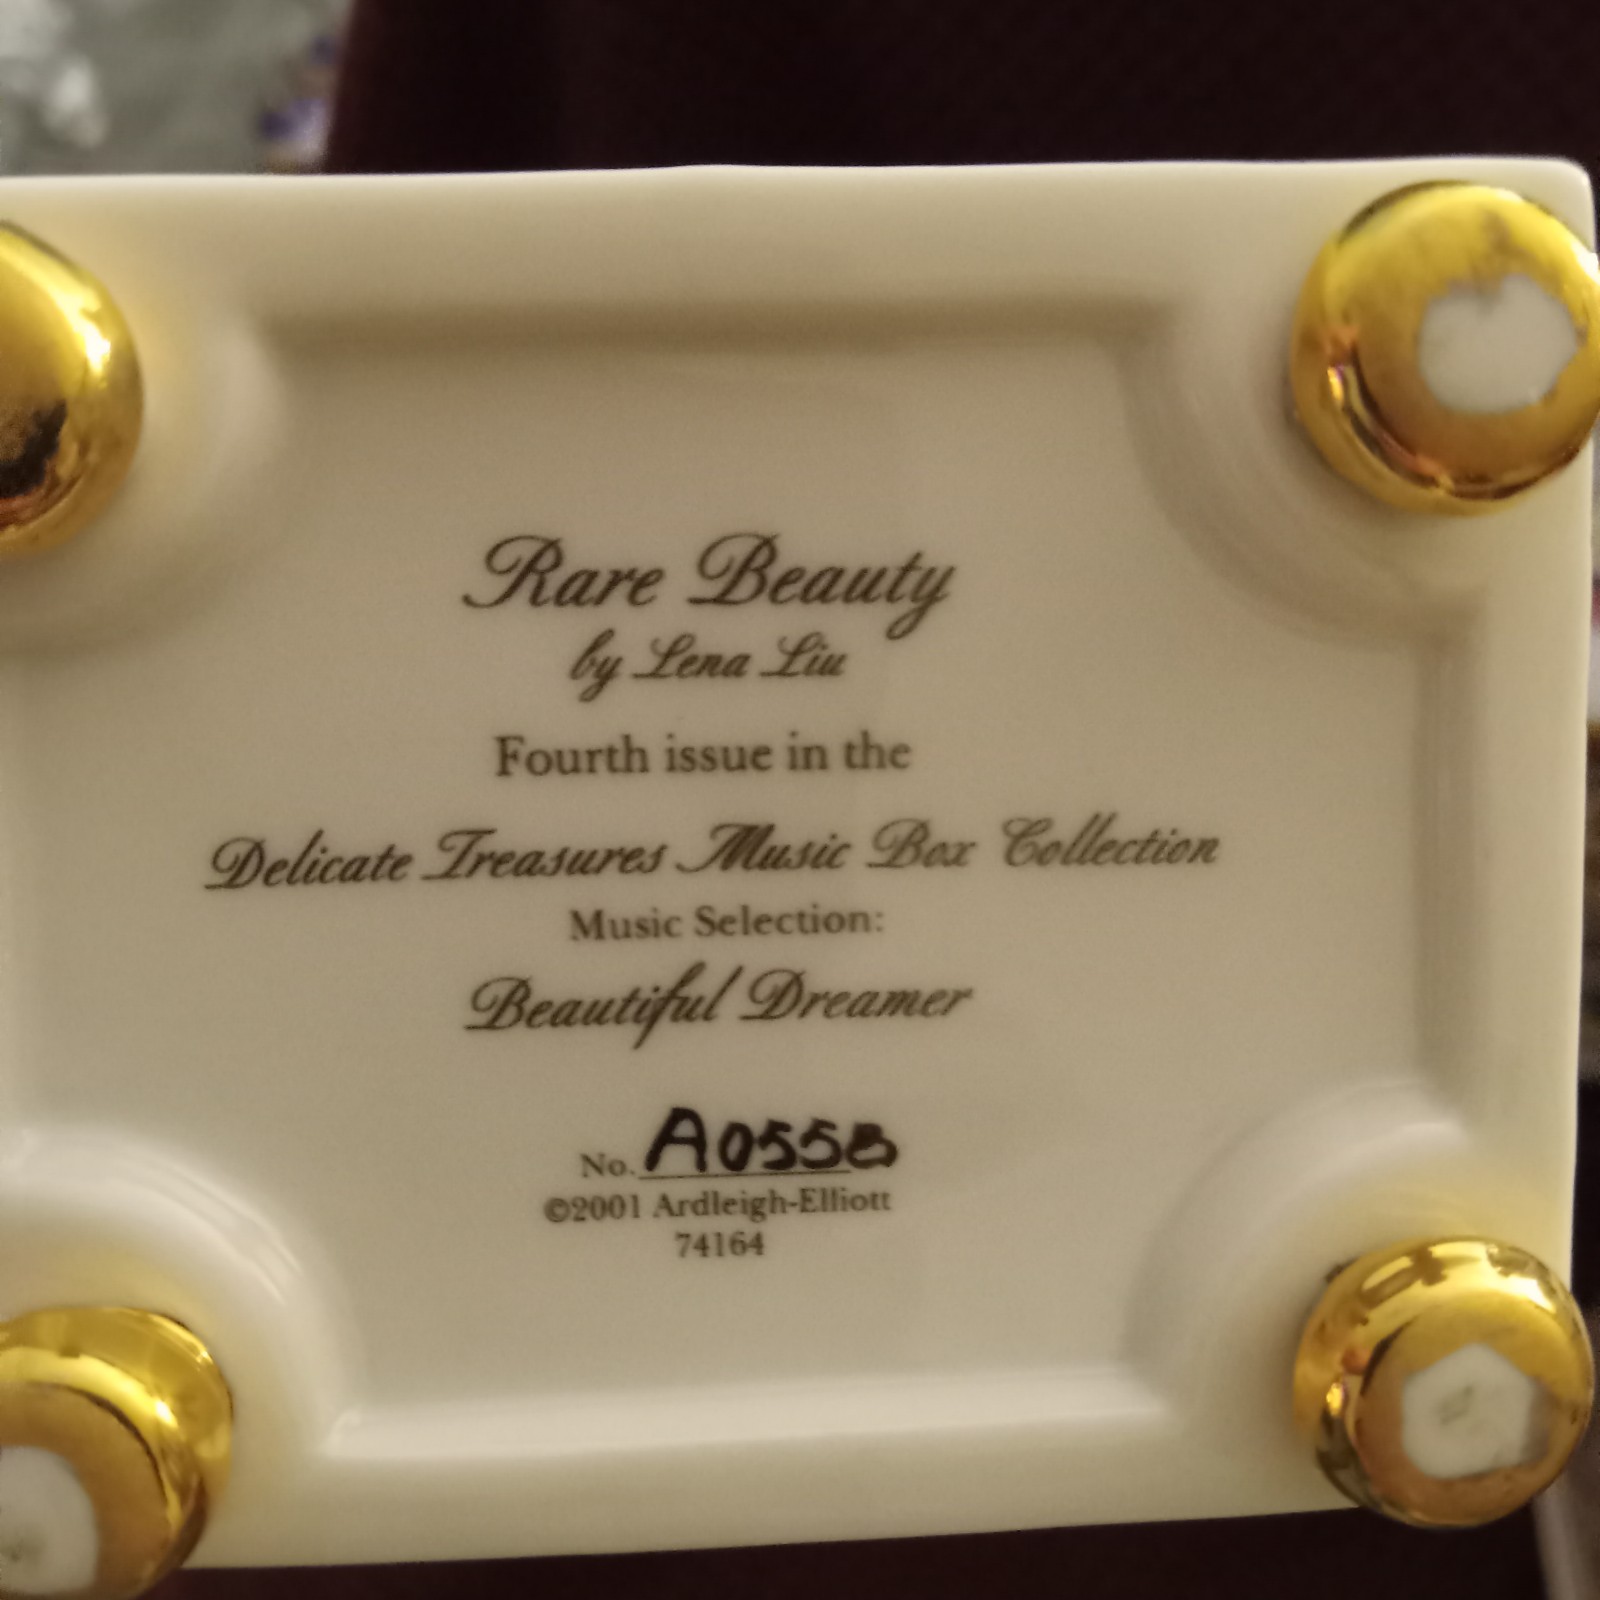 Rare Beauty
by Lena Liu
Fourth issue in the
Delicate Treasures Music Box Collection
Music Selection:
Beautiful Dreamer
No. A0558
©2001 Ardleigh-Elliott
74164